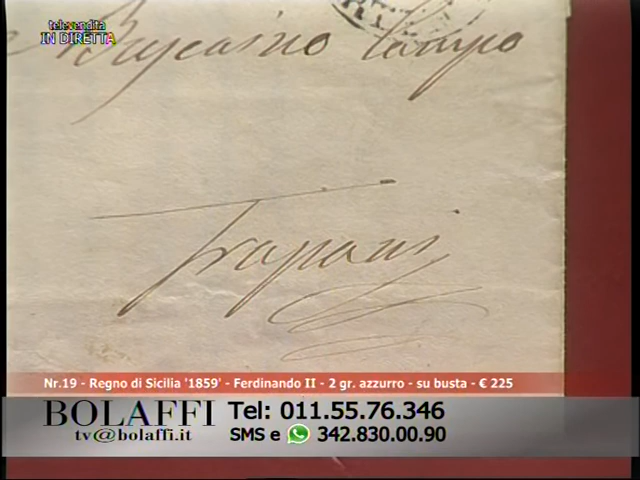 televendita
IN DIRETTA
Campo
Trapani
Nr.19 - Regno di Sicilia '1859' - Ferdinando II - 2 gr. azzurro - su busta - € 225
BOLAFFI
tv@bolaffi.it
Tel: 011.55.76.346
SMS e 342.830.00.90